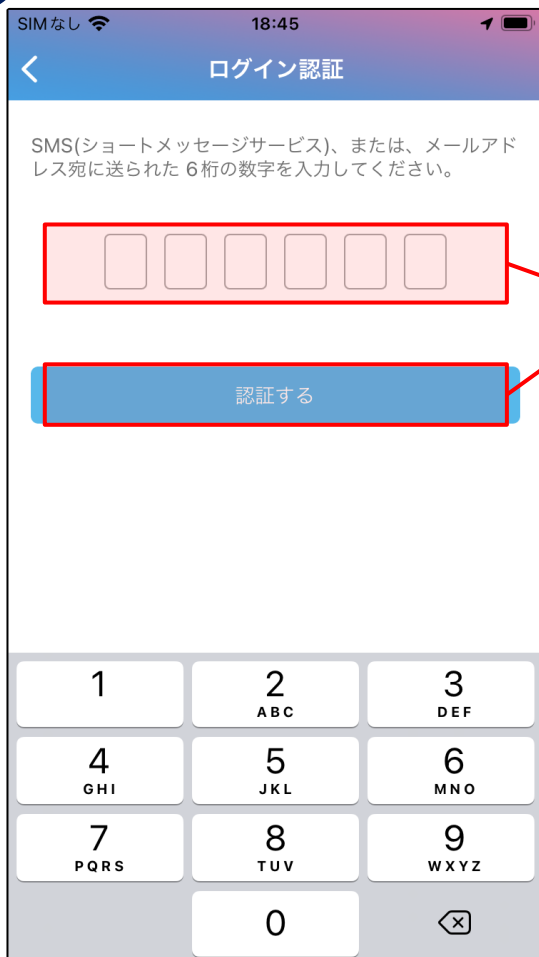 SIMなし 18:45
ログイン認証
SMS(ショートメッセージサービス)、または、メールアド
レス宛に送られた 6桁の数字を入力してください。
認証する
1 2 3
ABC DEF
4 5 6
GHI JKL MNO
7 8 9
PQRS TUV WXYZ
0